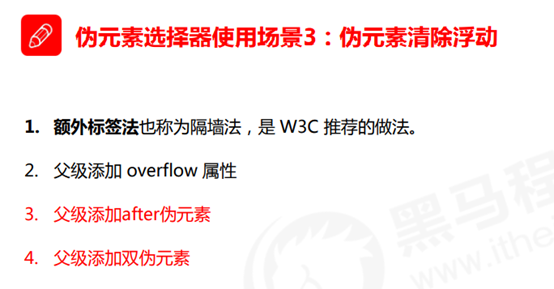 伪元素选择器使用场景3：伪元素清除浮动
1. 额外标签法也称为隔墙法，是 W3C 推荐的做法。
2. 父级添加 overflow 属性
3. 父级添加after伪元素
4. 父级添加双伪元素
黑马程
www.ithe